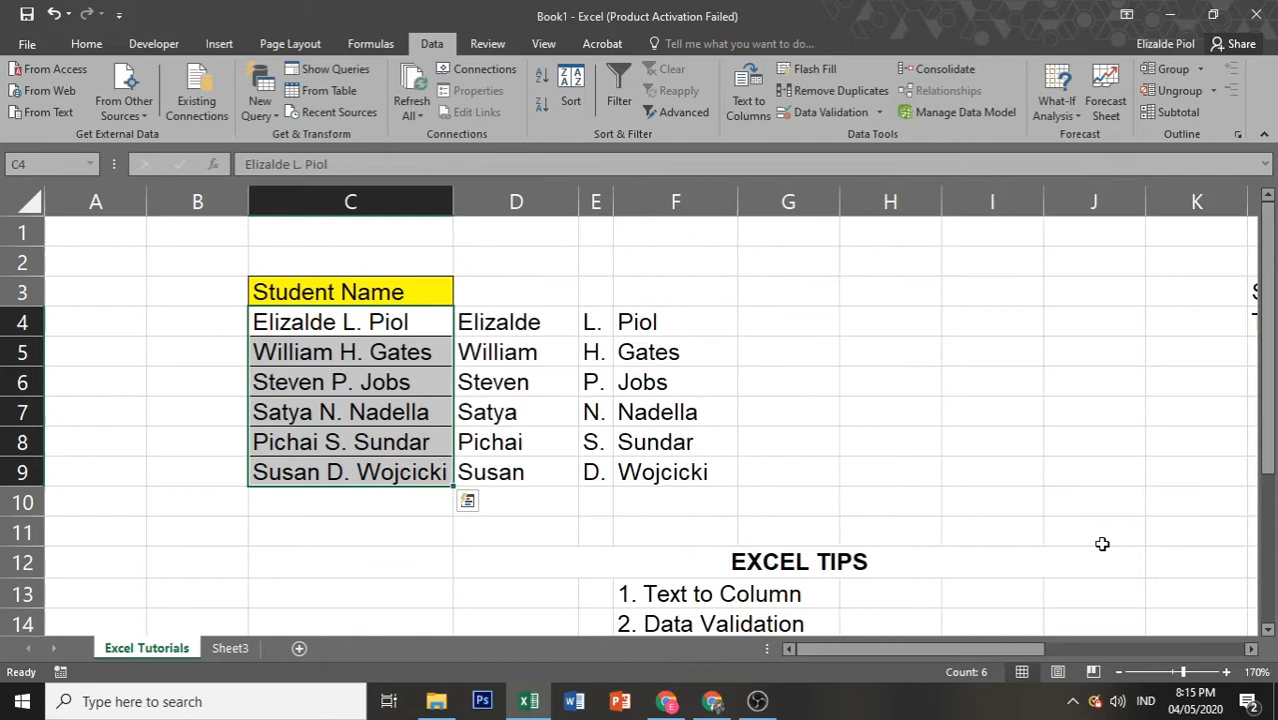 Book1 - Excel (Product Activation Failed)
File Home Developer Insert Page Layout Formulas Data Review View Acrobat Tell me what you want to do... Elizalde Piol Share
From Access
From Web
From Text
From Other Sources
Existing Connections
Get External Data
New Query
Show Queries
From Table
Recent Sources
Get & Transform
Refresh All
Connections
Properties
Edit Links
Connections
Sort
Filter
Clear
Reapply
Advanced
Sort & Filter
Text to Columns
Flash Fill
Remove Duplicates
Data Validation
Consolidate
Relationships
Manage Data Model
Data Tools
What-If Analysis
Forecast Sheet
Forecast
Group
Ungroup
Subtotal
Outline
C4 fx Elizalde L. Piol
A B C D E F G H I J K
1
2
3 Student Name
4 Elizalde L. Piol Elizalde L. Piol
5 William H. Gates William H. Gates
6 Steven P. Jobs Steven P. Jobs
7 Satya N. Nadella Satya N. Nadella
8 Pichai S. Sundar Pichai S. Sundar
9 Susan D. Wojcicki Susan D. Wojcicki
10
11
12 EXCEL TIPS
13 1. Text to Column
14 2. Data Validation
Excel Tutorials Sheet3
Ready Count: 6 170%
Type here to search
IND
8:15 PM
04/05/2020
2